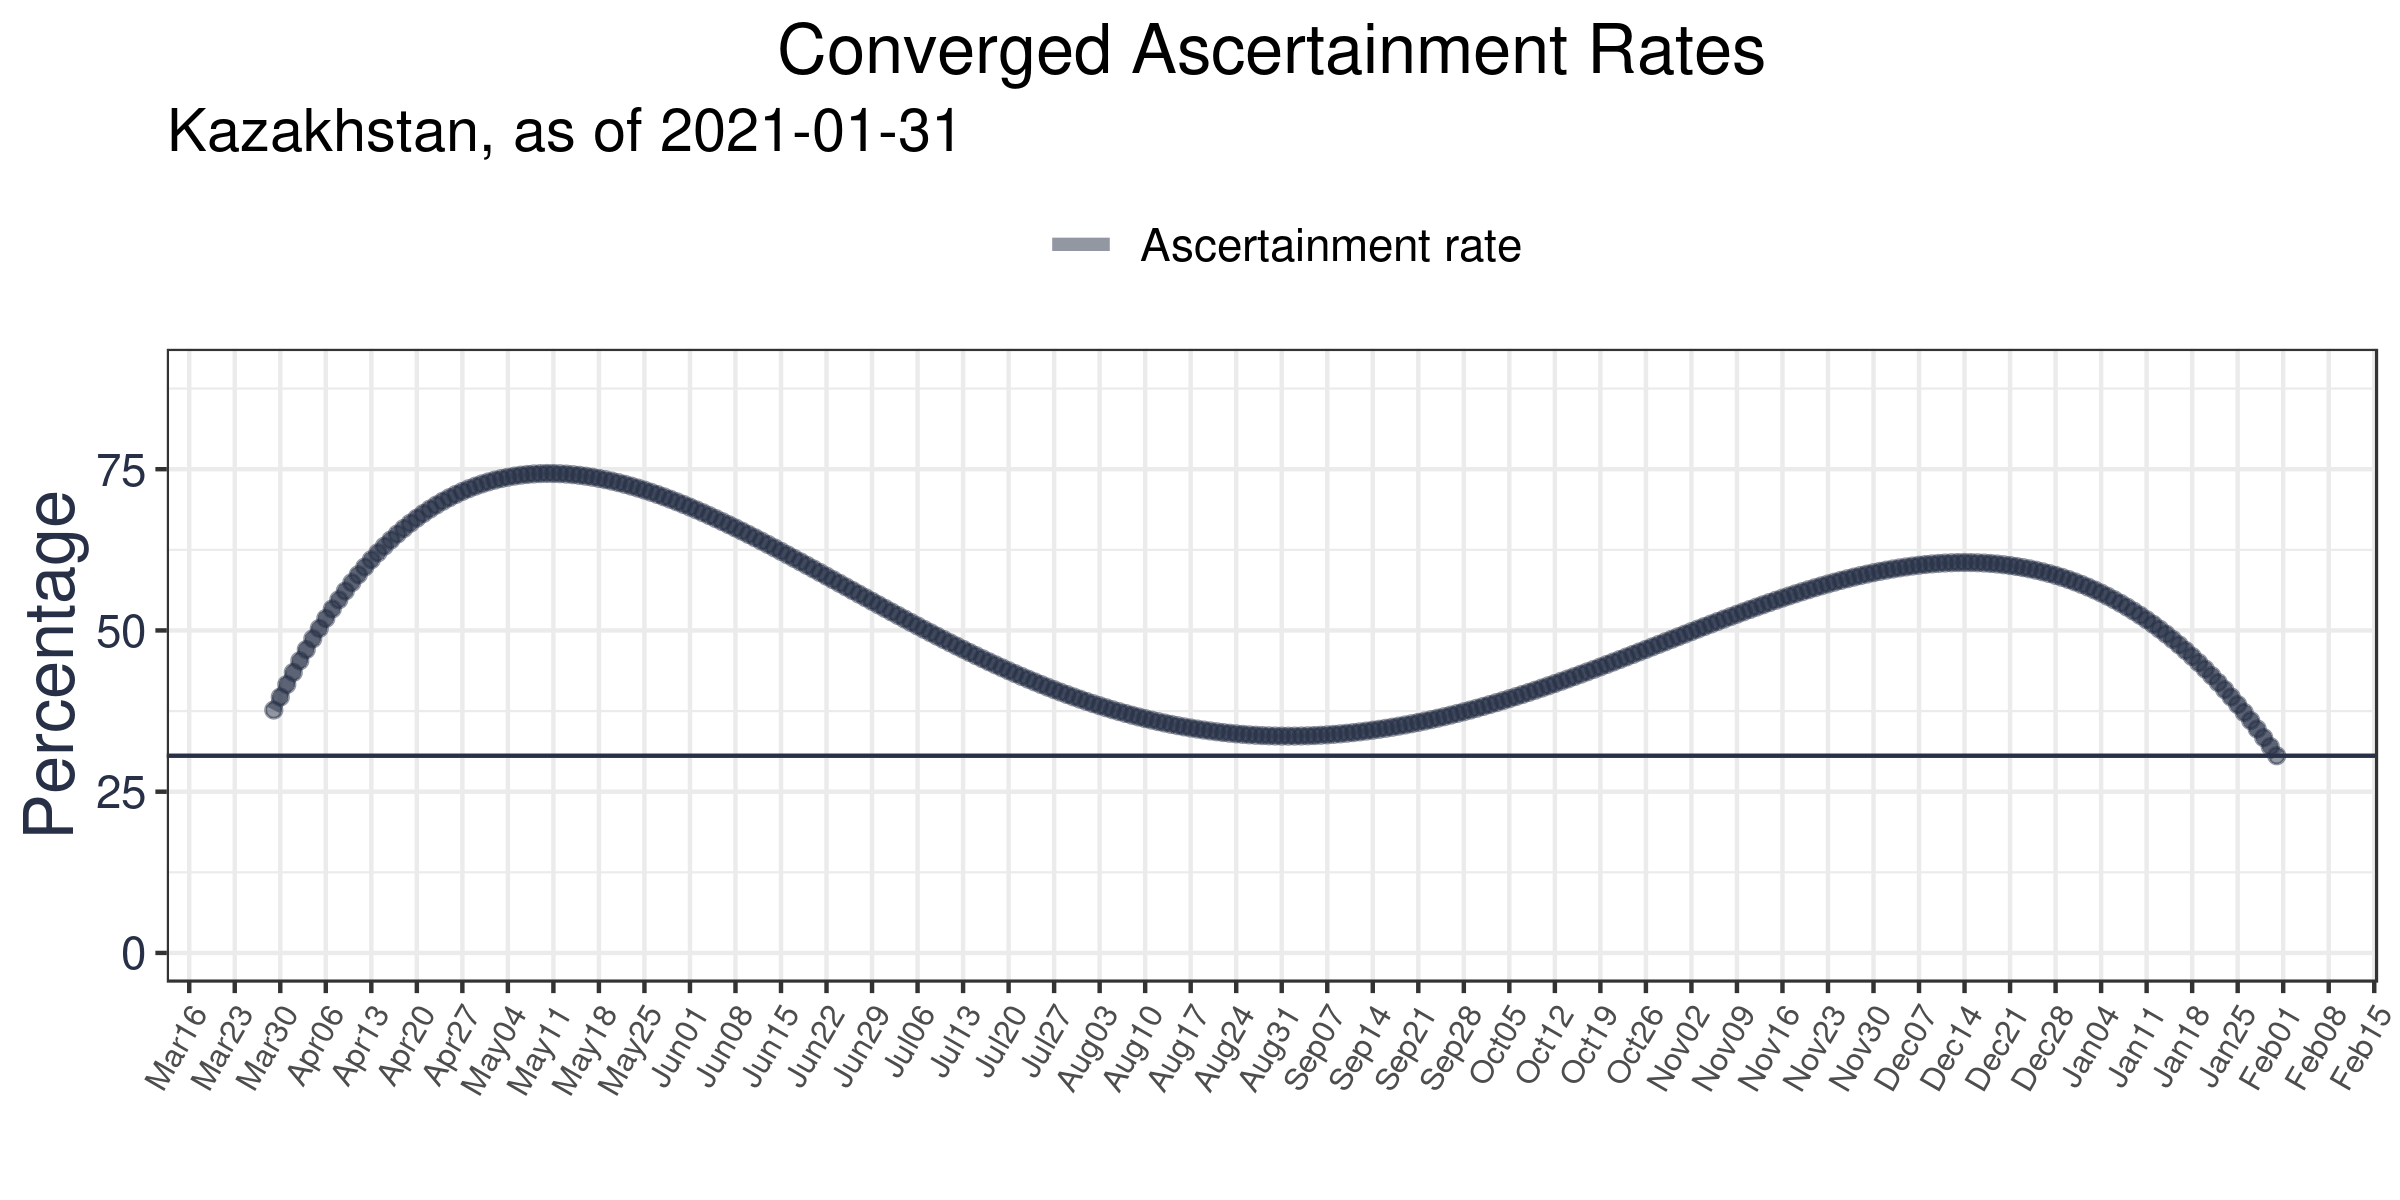 Converged Ascertainment Rates
Kazakhstan, as of 2021-01-31
Ascertainment rate
Percentage
75
50
25
0
Mar16 Mar23 Mar30 Apr06 Apr13 Apr20 Apr27 May04 May11 May18 May25 Jun01 Jun08 Jun15 Jun22 Jun29 Jul06 Jul13 Jul20 Jul27 Aug03 Aug10 Aug17 Aug24 Aug31 Sep07 Sep14 Sep21 Sep28 Oct05 Oct12 Oct19 Oct26 Nov02 Nov09 Nov16 Nov23 Nov30 Dec07 Dec14 Dec21 Dec28 Jan04 Jan11 Jan18 Jan25 Feb01 Feb08 Feb15